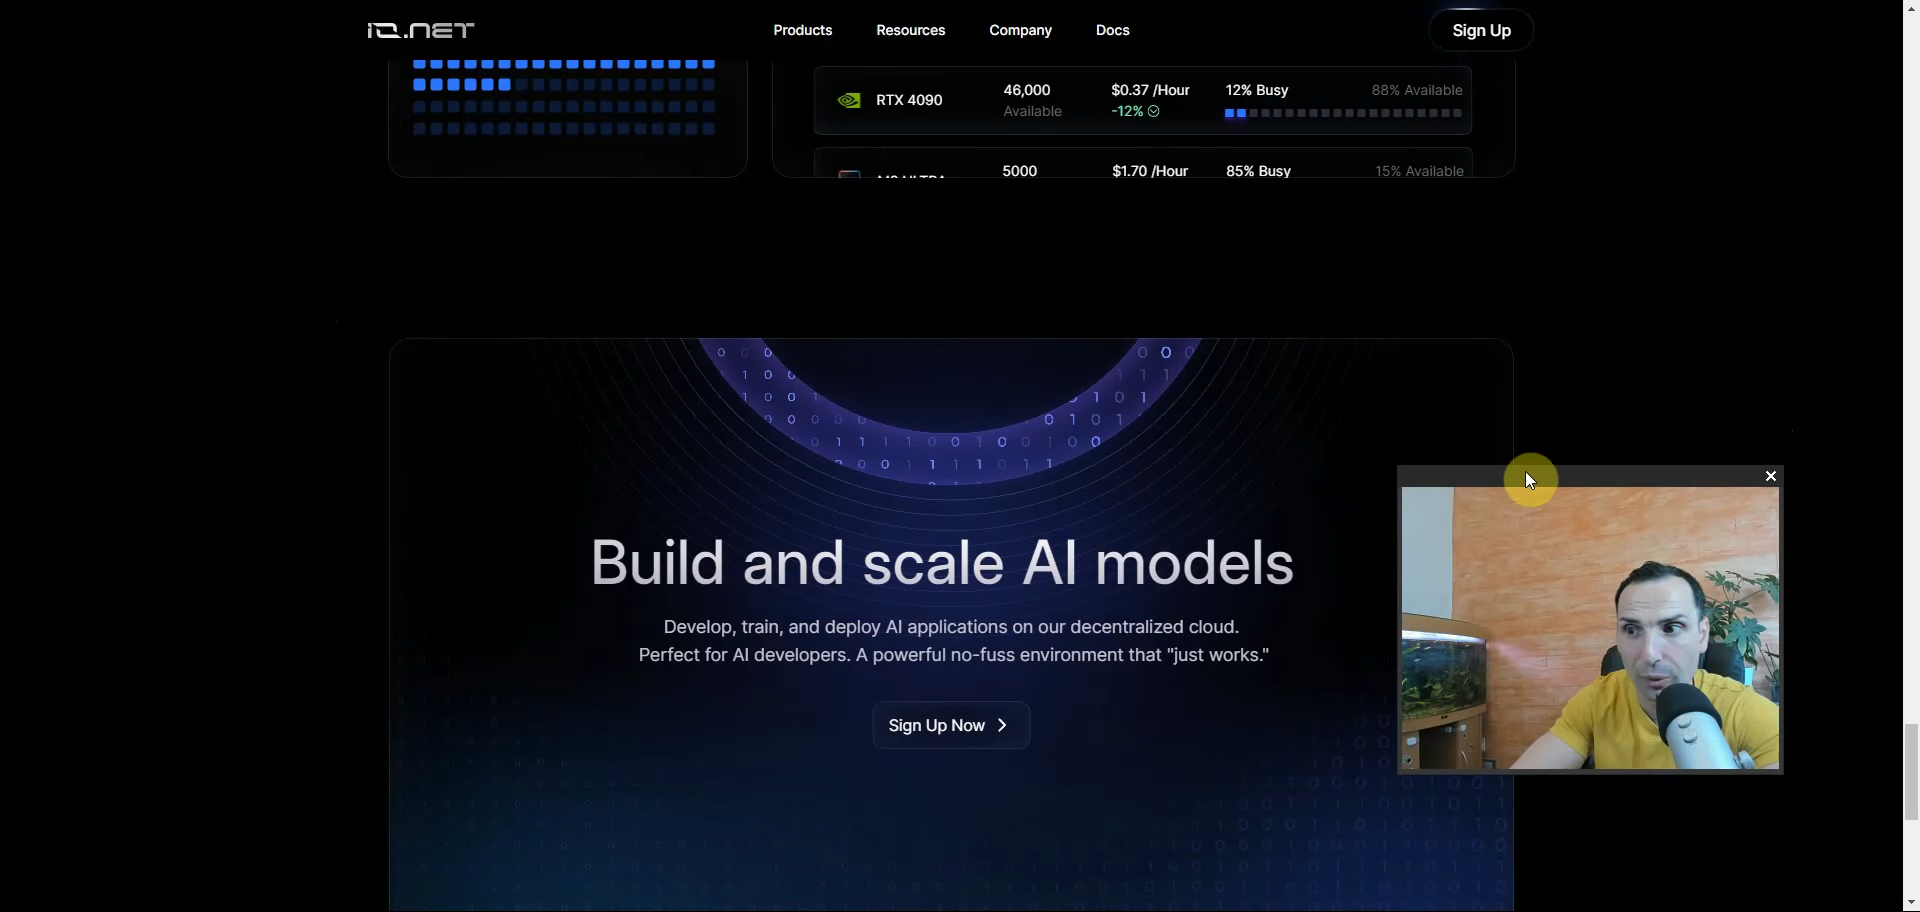 IO.NET
Products
Resources
Company
Docs
Sign Up
RTX 4090
46,000
Available
$0.37 /Hour
-12%
12% Busy
88% Available
5000
$1.70 /Hour
85% Busy
15% Available
Build and scale AI models
Develop, train, and deploy AI applications on our decentralized cloud.
Perfect for AI developers. A powerful no-fuss environment that "just works."
Sign Up Now